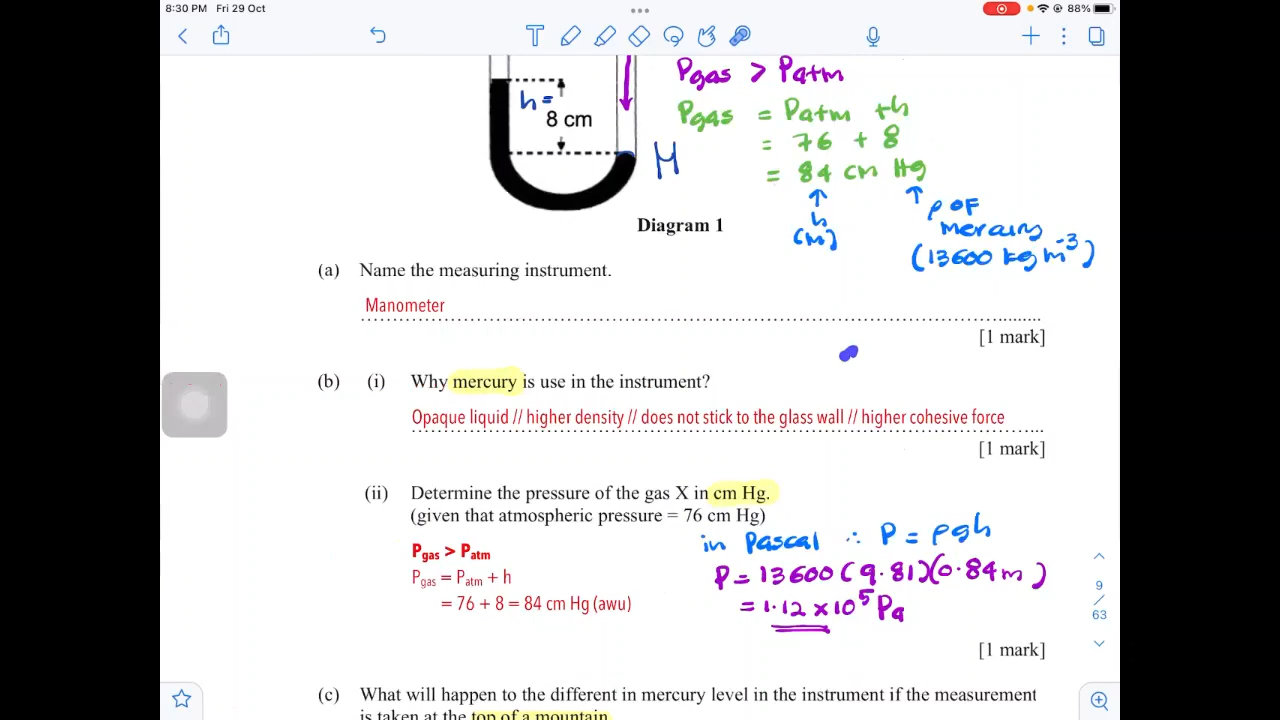 8:30 PM Fri 29 Oct
88%
Pgas > Patm
h =
8 cm
Pgas = Patm + h
= 76 + 8
= 84 cm Hg
M
h
(m)
ρ of
mercury
(13600 kg m⁻³)
Diagram 1
(a) Name the measuring instrument.
Manometer
[1 mark]
(b) (i) Why mercury is use in the instrument?
Opaque liquid // higher density // does not stick to the glass wall // higher cohesive force
[1 mark]
(ii) Determine the pressure of the gas X in cm Hg.
(given that atmospheric pressure = 76 cm Hg)
in Pascal ∴ P = ρgh
Pgas > Patm
P = 13600 (9.81)(0.84m)
Pgas = Patm + h
= 76 + 8 = 84 cm Hg (awu)
= 1.12 × 10⁵ Pa
9
/
63
[1 mark]
(c) What will happen to the different in mercury level in the instrument if the measurement
is taken at the top of a mountain